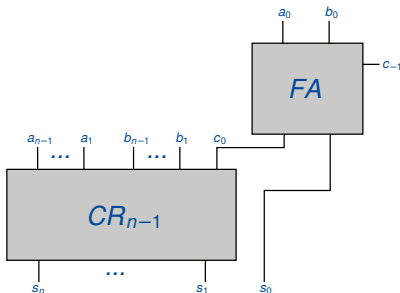 a₀ b₀
c₋₁
FA
aₙ₋₁ ... a₁ bₙ₋₁ ... b₁ c₀
CRₙ₋₁
...
sₙ s₁ s₀